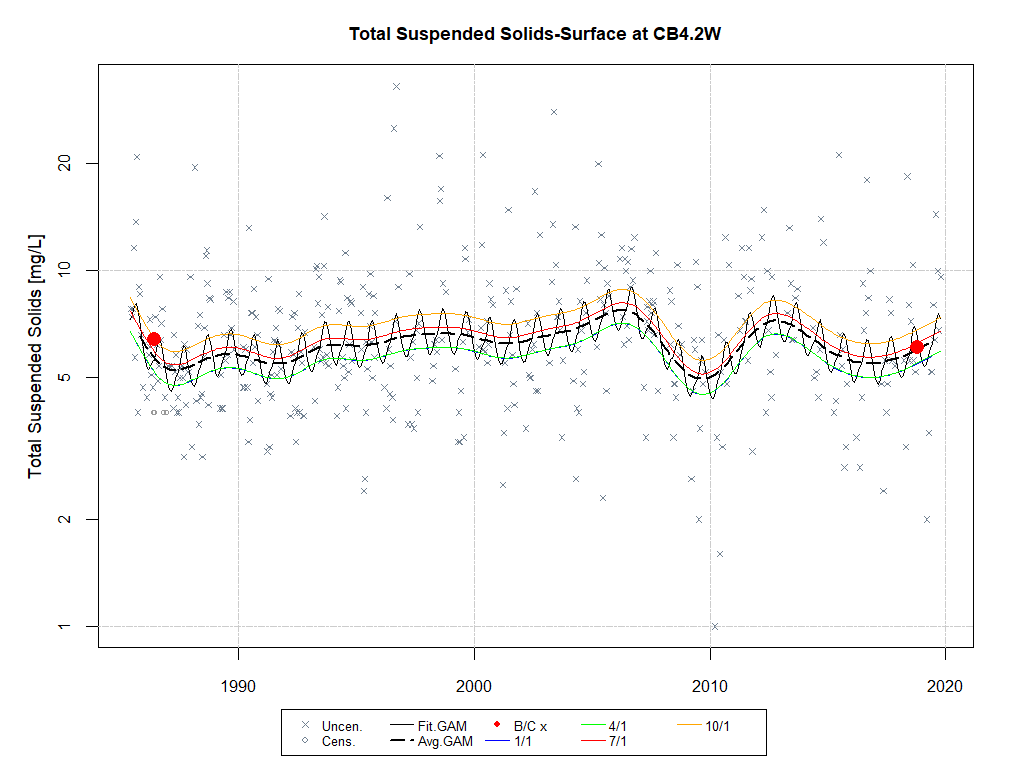 Total Suspended Solids-Surface at CB4.2W
Total Suspended Solids [mg/L]
20
10
5
2
1
1990 2000 2010 2020
Uncen. Fit.GAM B/C x 4/1 10/1
Cens. Avg.GAM 1/1 7/1